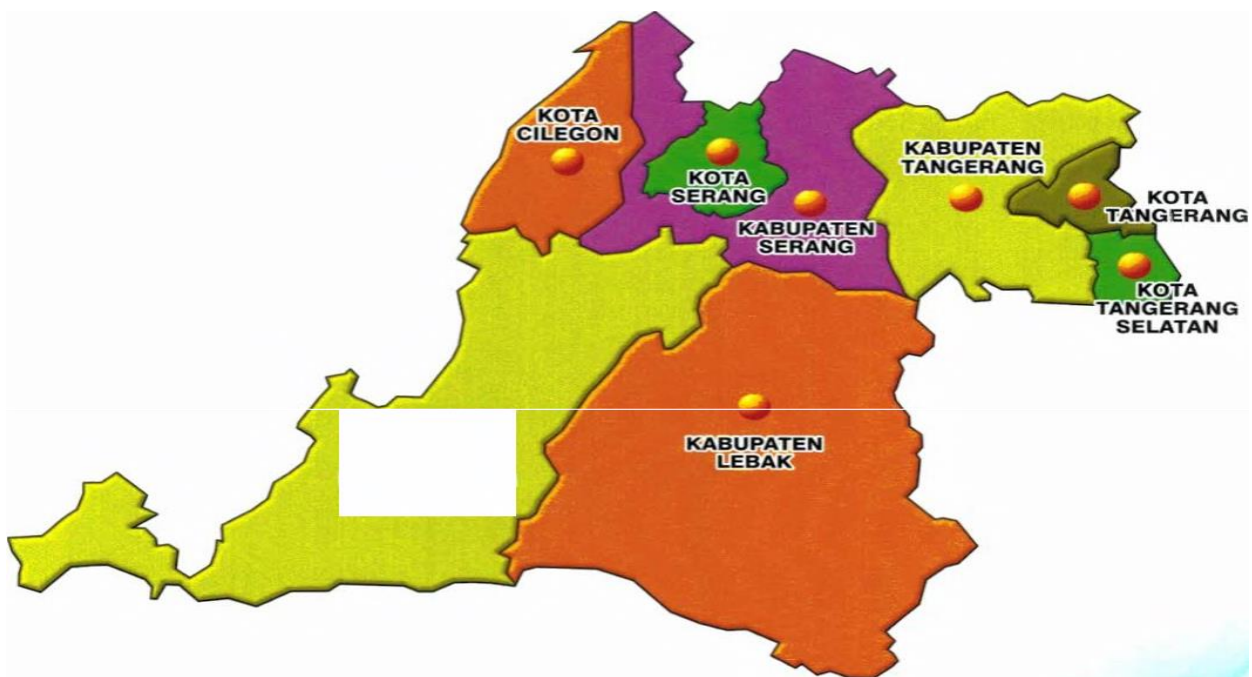 KOTA
CILEGON
KOTA
SERANG
KABUPATEN
SERANG
KABUPATEN
TANGERANG
KOTA
TANGERANG
KOTA
TANGERANG
SELATAN
KABUPATEN
LEBAK